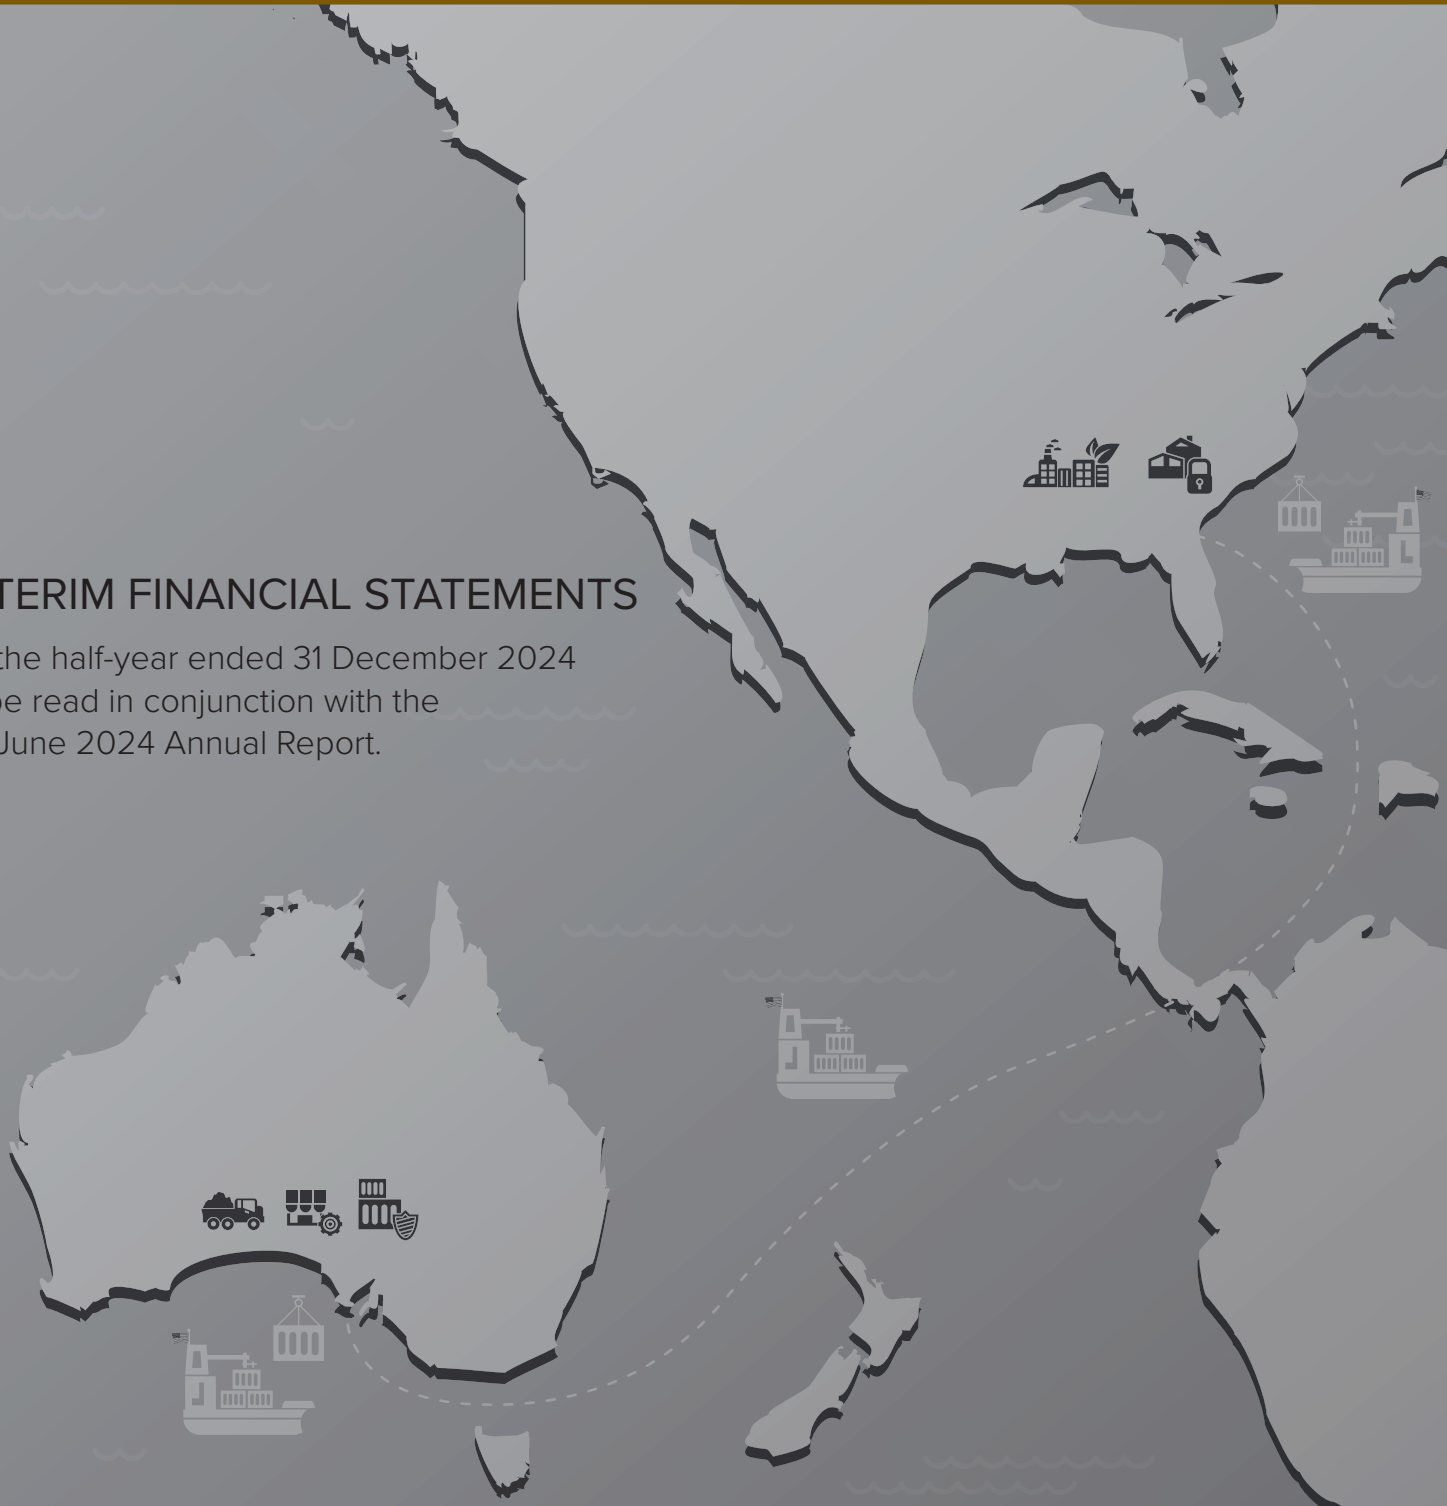 TERIM FINANCIAL STATEMENTS
the half-year ended 31 December 2024
be read in conjunction with the
June 2024 Annual Report.